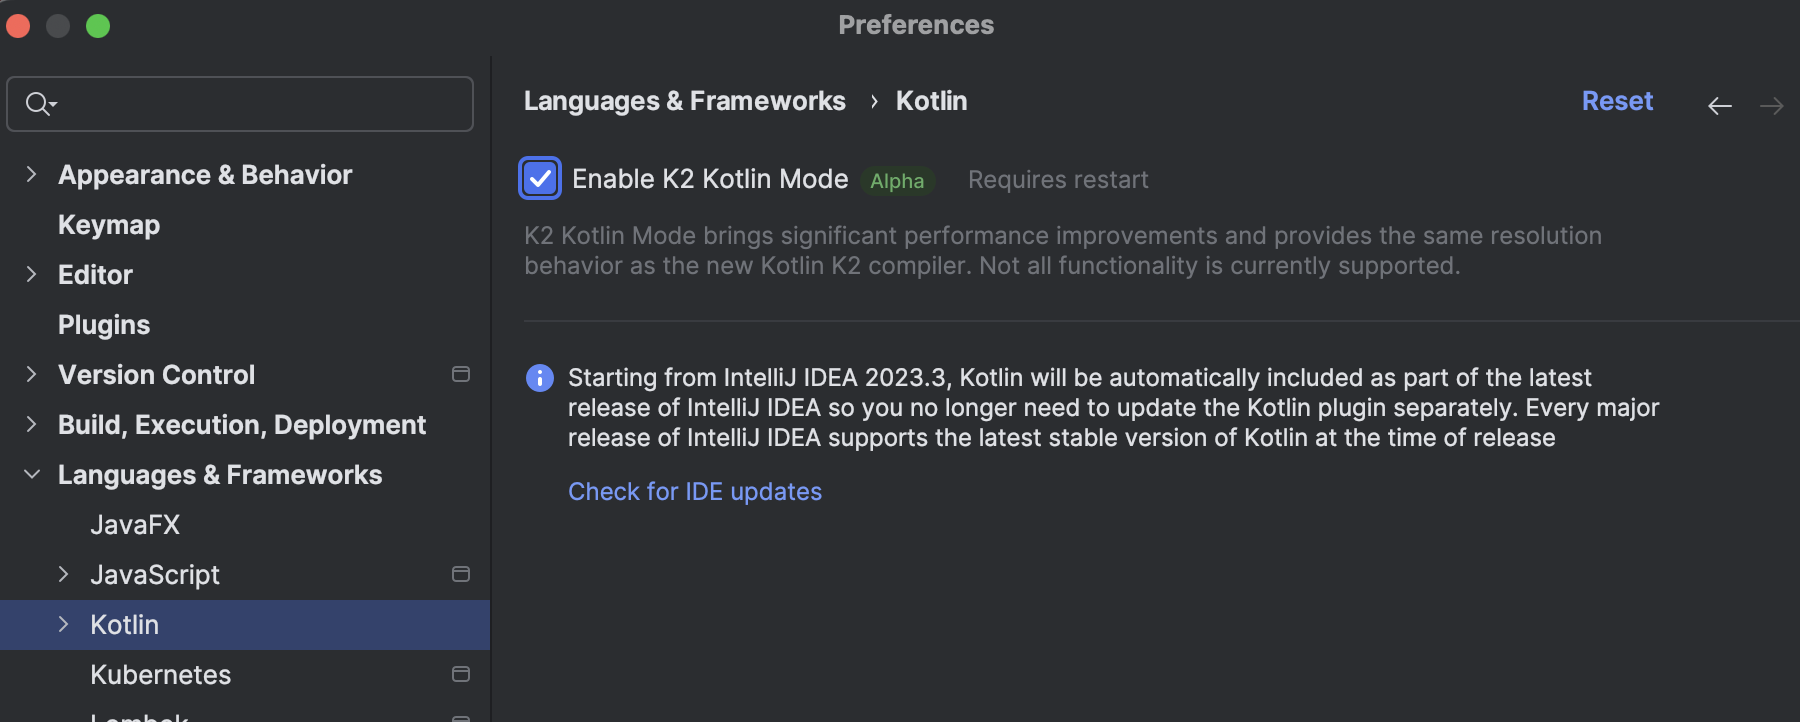 Preferences
Appearance & Behavior
Keymap
Editor
Plugins
Version Control
Build, Execution, Deployment
Languages & Frameworks
JavaFX
JavaScript
Kotlin
Kubernetes
Languages & Frameworks › Kotlin
Reset
Enable K2 Kotlin Mode Alpha Requires restart
K2 Kotlin Mode brings significant performance improvements and provides the same resolution
behavior as the new Kotlin K2 compiler. Not all functionality is currently supported.
Starting from IntelliJ IDEA 2023.3, Kotlin will be automatically included as part of the latest
release of IntelliJ IDEA so you no longer need to update the Kotlin plugin separately. Every major
release of IntelliJ IDEA supports the latest stable version of Kotlin at the time of release
Check for IDE updates